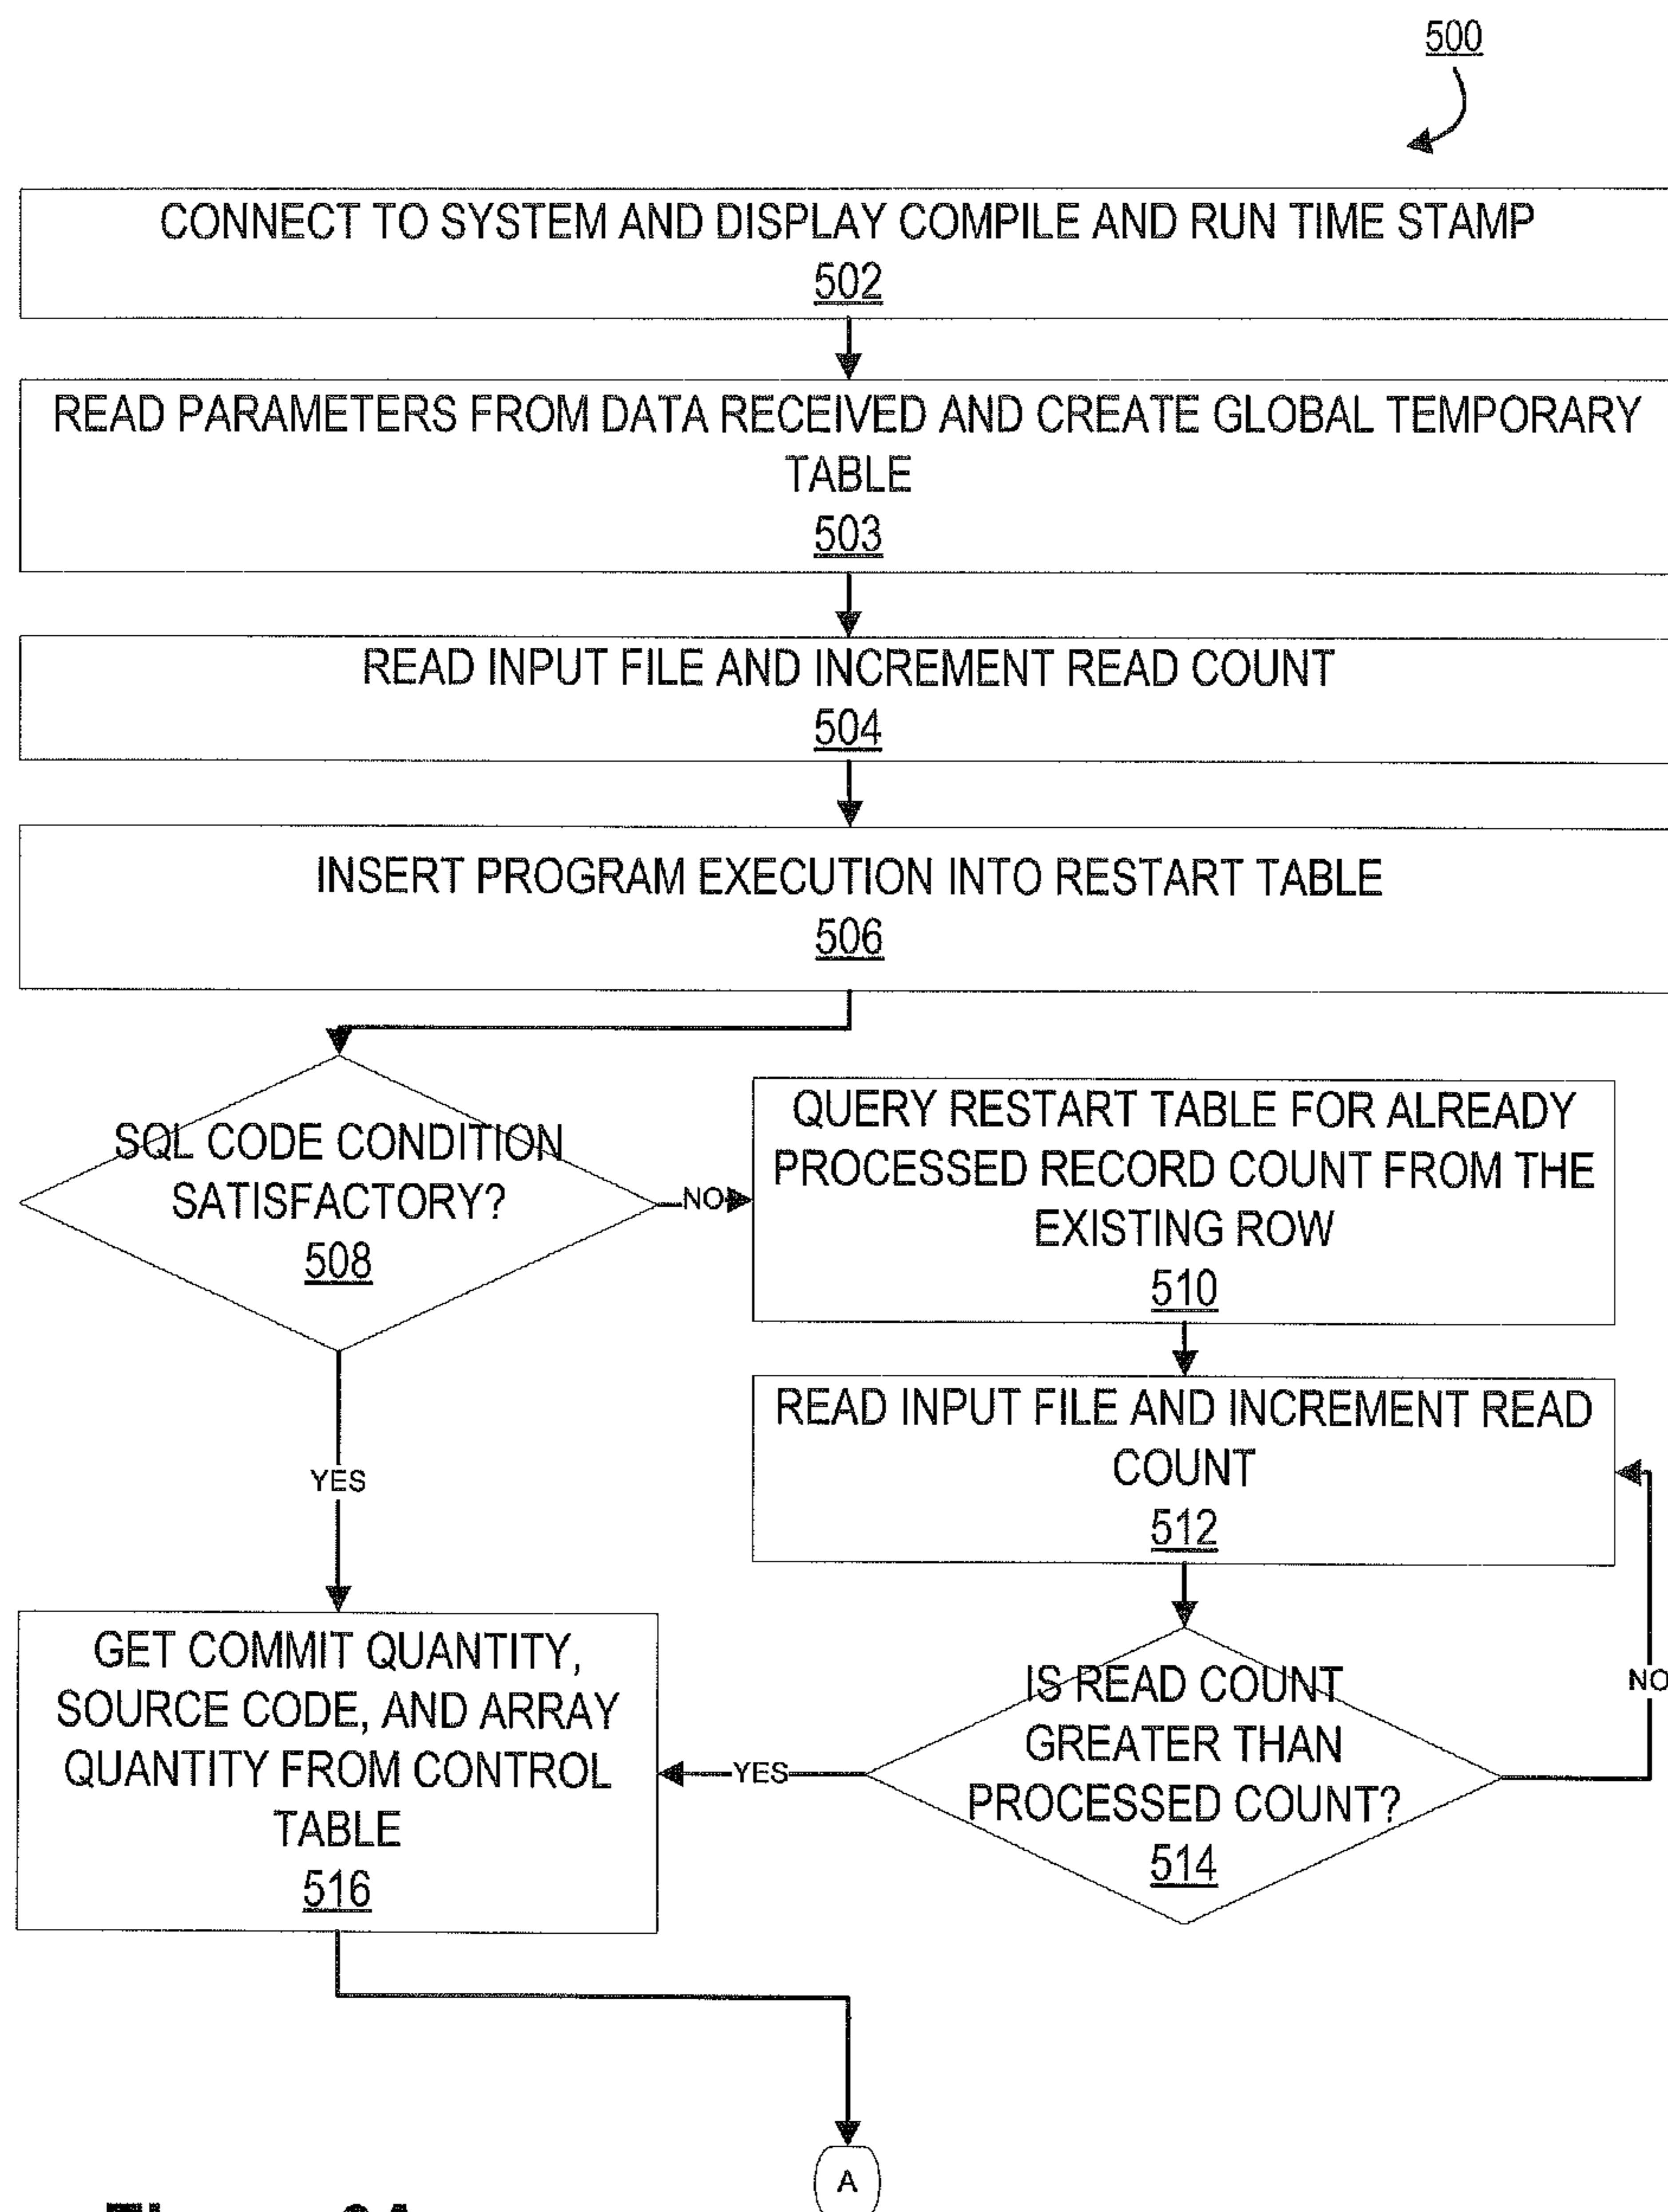 500
CONNECT TO SYSTEM AND DISPLAY COMPILE AND RUN TIME STAMP
502
READ PARAMETERS FROM DATA RECEIVED AND CREATE GLOBAL TEMPORARY
TABLE
503
READ INPUT FILE AND INCREMENT READ COUNT
504
INSERT PROGRAM EXECUTION INTO RESTART TABLE
506
SQL CODE CONDITION
SATISFACTORY?
508
NO
QUERY RESTART TABLE FOR ALREADY
PROCESSED RECORD COUNT FROM THE
EXISTING ROW
510
READ INPUT FILE AND INCREMENT READ
COUNT
512
YES
GET COMMIT QUANTITY,
SOURCE CODE, AND ARRAY
QUANTITY FROM CONTROL
TABLE
516
YES
IS READ COUNT
GREATER THAN
PROCESSED COUNT?
514
NO
A